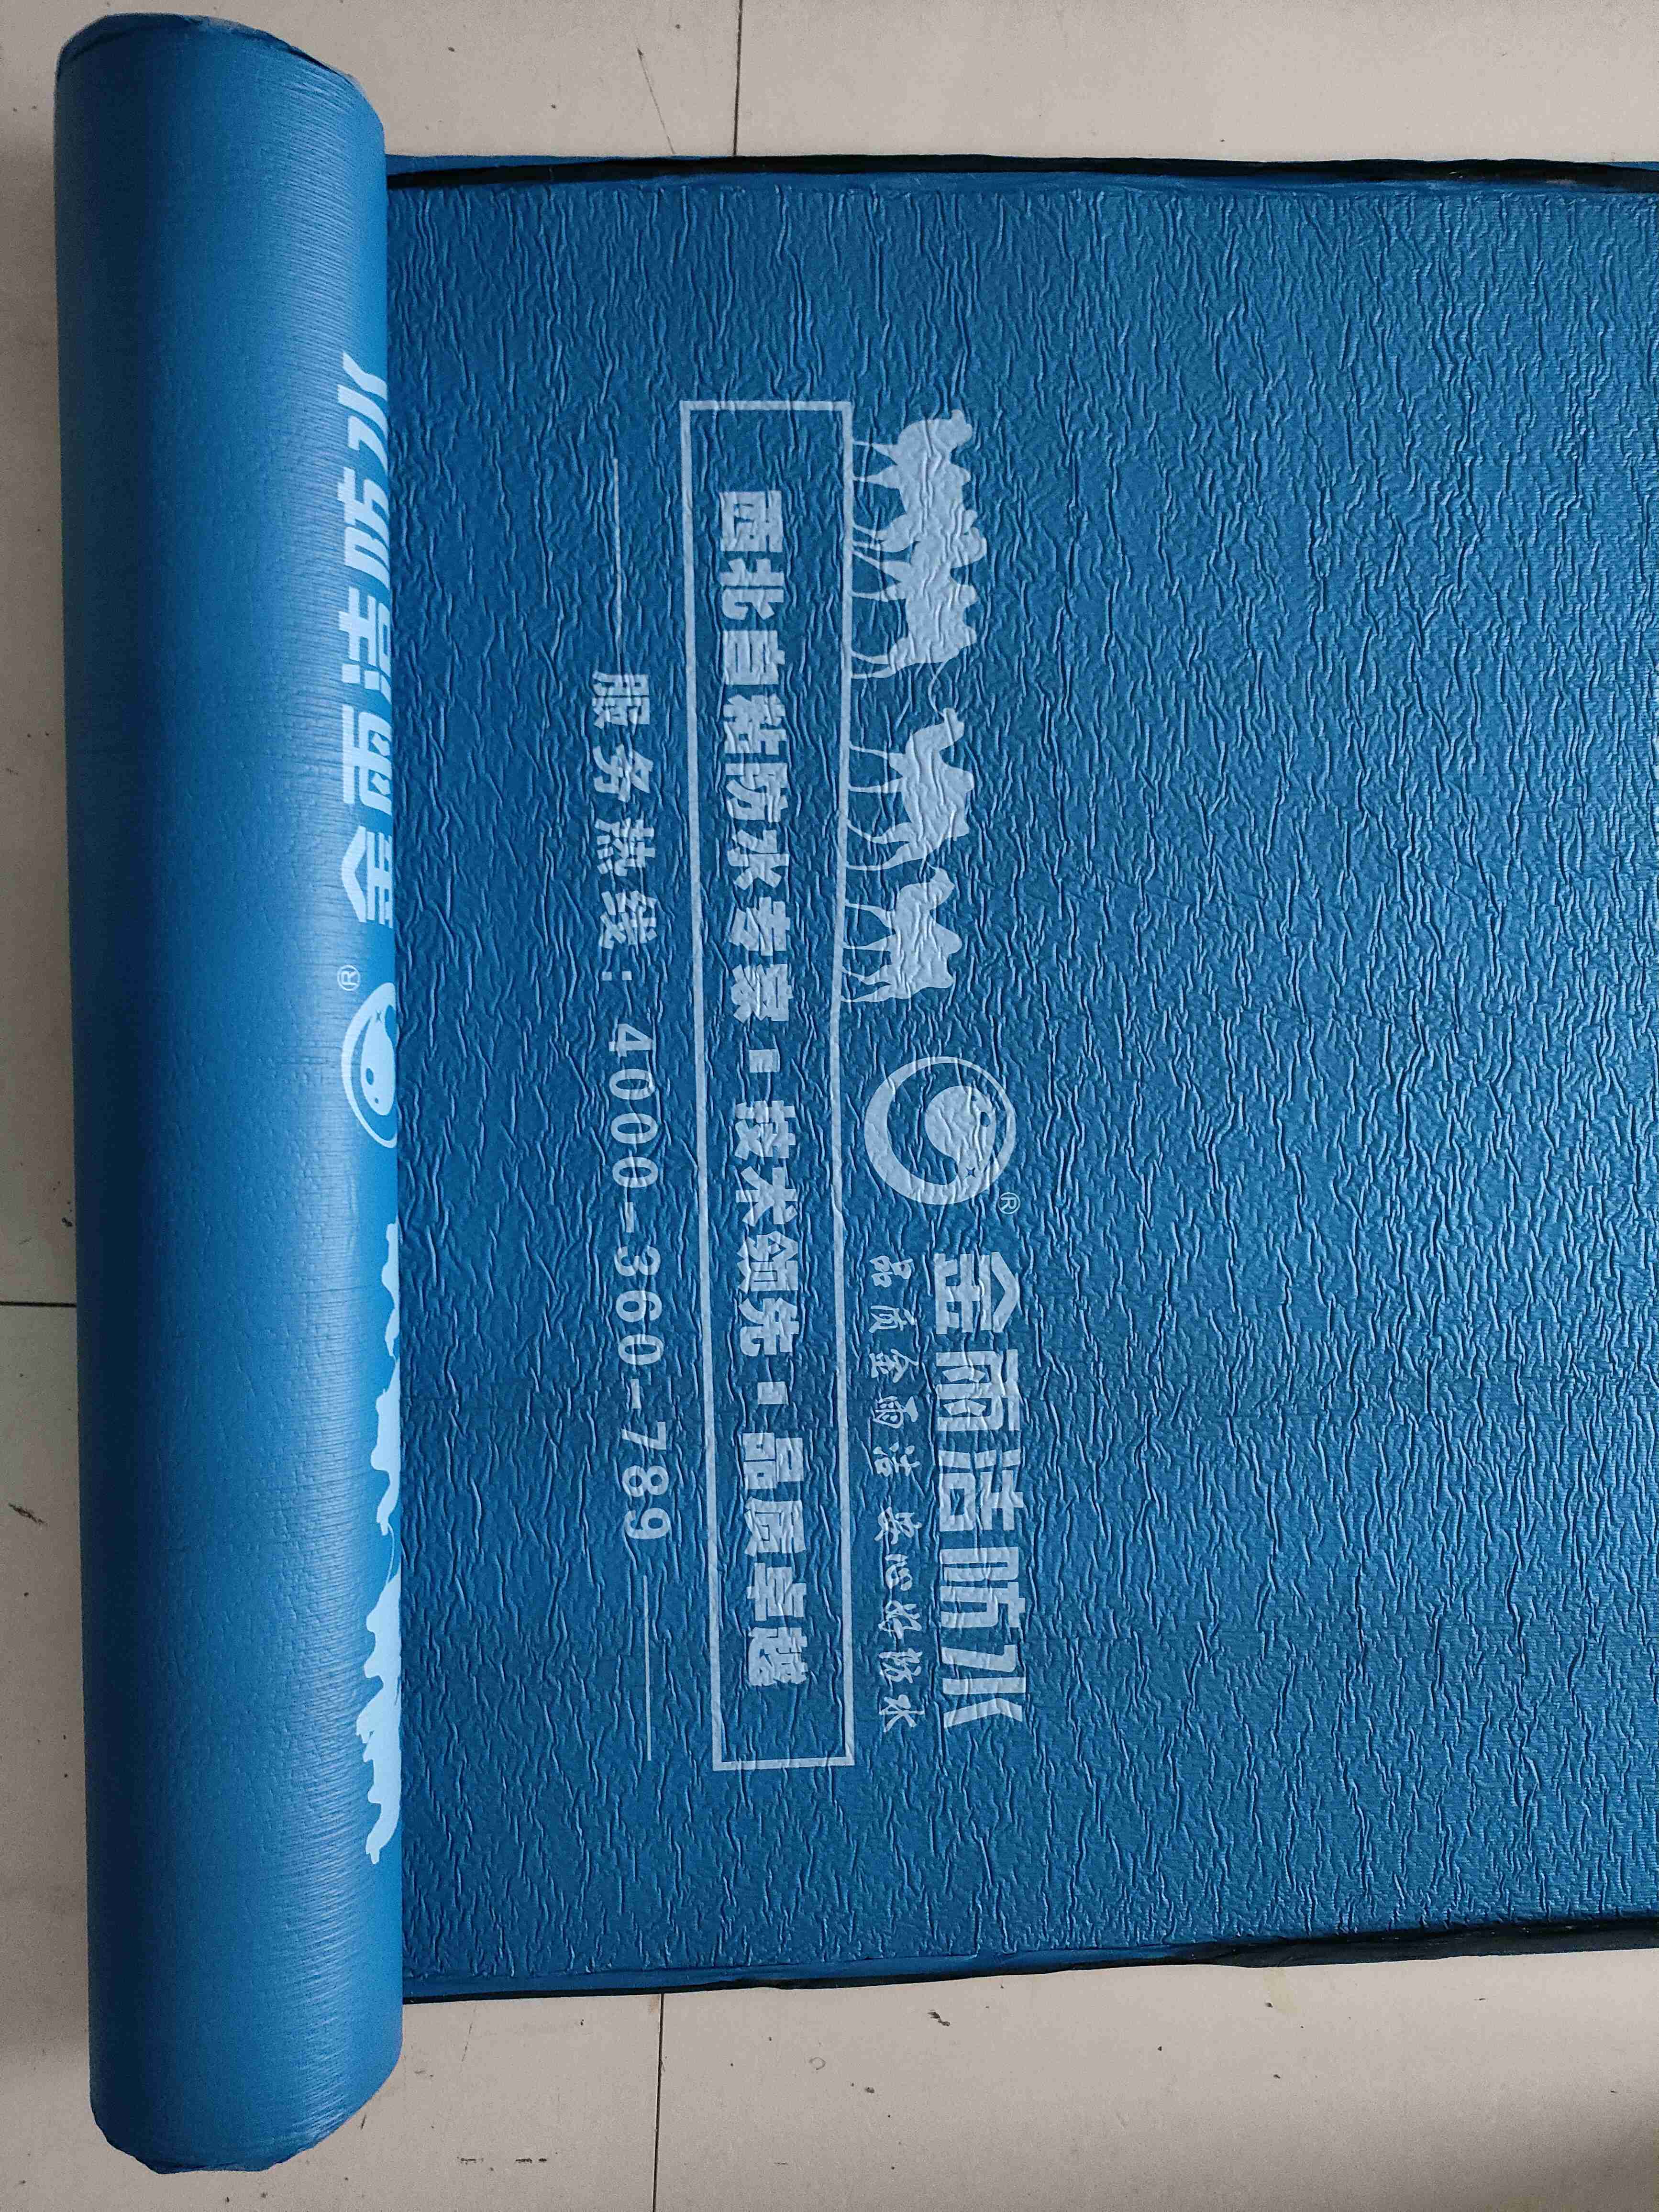 金雨洁防水
®
®
金雨洁防水
品质金雨洁 安心好防水
西北自粘防水专家·技术领先·品质卓越
服务热线：4000-360-789